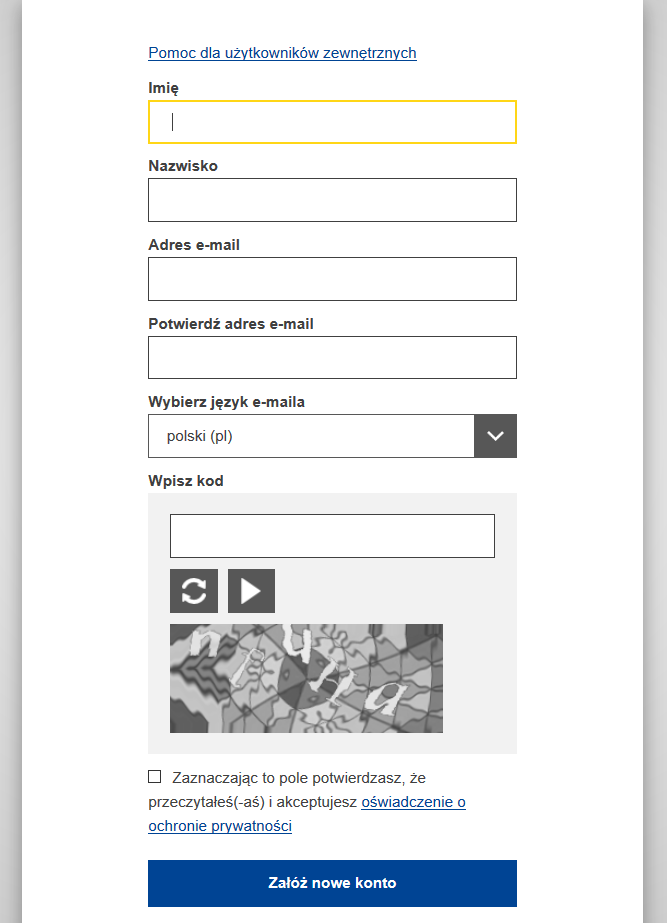 Pomoc dla użytkowników zewnętrznych
Imię
Nazwisko
Adres e-mail
Potwierdź adres e-mail
Wybierz język e-maila
polski (pl)
Wpisz kod
Zaznaczając to pole potwierdzasz, że
przeczytałeś(-aś) i akceptujesz oświadczenie o
ochronie prywatności
Załóż nowe konto